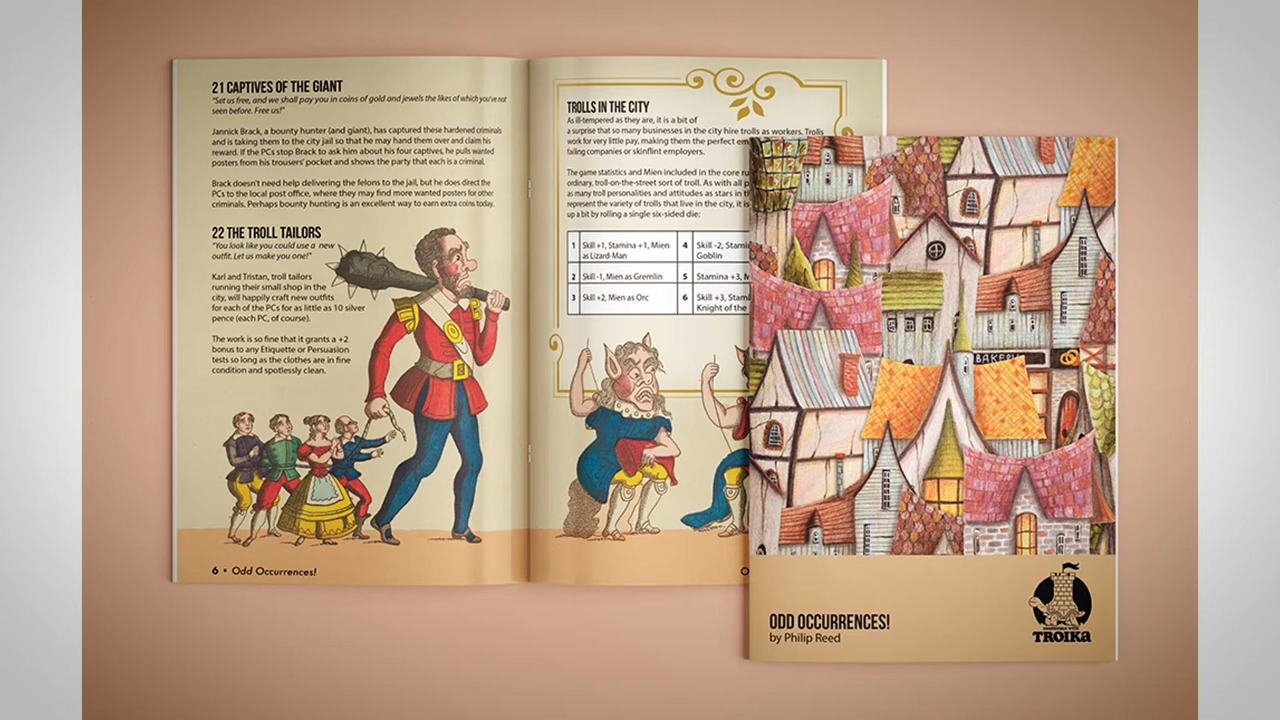 21 CAPTIVES OF THE GIANT
"Set us free, and we shall pay you in coins of gold and jewels the likes of which you've not
seen before. Free us!"
Jannick Brack, a bounty hunter (and giant), has captured these hardened criminals
and is taking them to the city jail so that he may hand them over and claim his
reward. If the PCs stop Brack to ask him about his four captives, he pulls wanted
posters from his trousers' pocket and shows the party that each is a criminal.
Brack doesn't need help delivering the felons to the jail, but he does direct the
PCs to the local post office, where they may find more wanted posters for other
criminals. Perhaps bounty hunting is an excellent way to earn extra coins today.
22 THE TROLL TAILORS
"You look like you could use a new
outfit. Let us make you one!"
Karl and Tristan, troll tailors
running their small shop in the
city, will happily craft new outfits
for each of the PCs for as little as 10 silver
pence (each PC, of course).
The work is so fine that it grants a +2
bonus to any Etiquette or Persuasion
tests so long as the clothes are in fine
condition and spotlessly clean.
6 • Odd Occurrences!
TROLLS IN THE CITY
As ill-tempered as they are, it is a bit of
a surprise that so many businesses in the city hire trolls as workers. Trolls
work for very little pay, making them the perfect em
failing companies or skinflint employers.
The game statistics and Mien included in the core ru
ordinary, troll-on-the-street sort of troll. As with all p
as many troll personalities and attitudes as stars in th
represent the variety of trolls that live in the city, it is
up a bit by rolling a single six-sided die:
1 Skill +1, Stamina +1, Mien
as Lizard-Man
4 Skill -2, Stami
Goblin
2 Skill -1, Mien as Gremlin
5 Stamina +3, M
3 Skill +2, Mien as Orc
6 Skill +3, Stam
Knight of the
BAKERY
ODD OCCURRENCES!
by Philip Reed
COMPATIBLE WITH
TROIKA